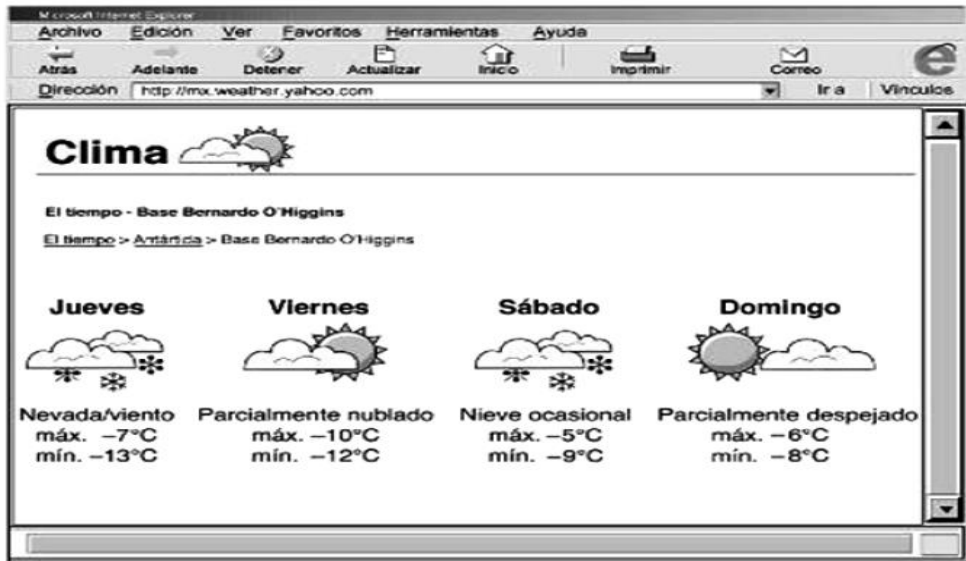 Microsoft Internet Explorer
Archivo Edición Ver Favoritos Herramientas Ayuda
Atrás Adelante Detener Actualizar Inicio Imprimir Correo
Dirección http://mx.weather.yahoo.com Ir a Vínculos
Clima
El tiempo - Base Bernardo O'Higgins
El tiempo > Antártida > Base Bernardo O'Higgins
Jueves Viernes Sábado Domingo
Nevada/viento Parcialmente nublado Nieve ocasional Parcialmente despejado
máx. –7°C máx. –10°C máx. –5°C máx. –6°C
mín. –13°C mín. –12°C mín. –9°C mín. –8°C